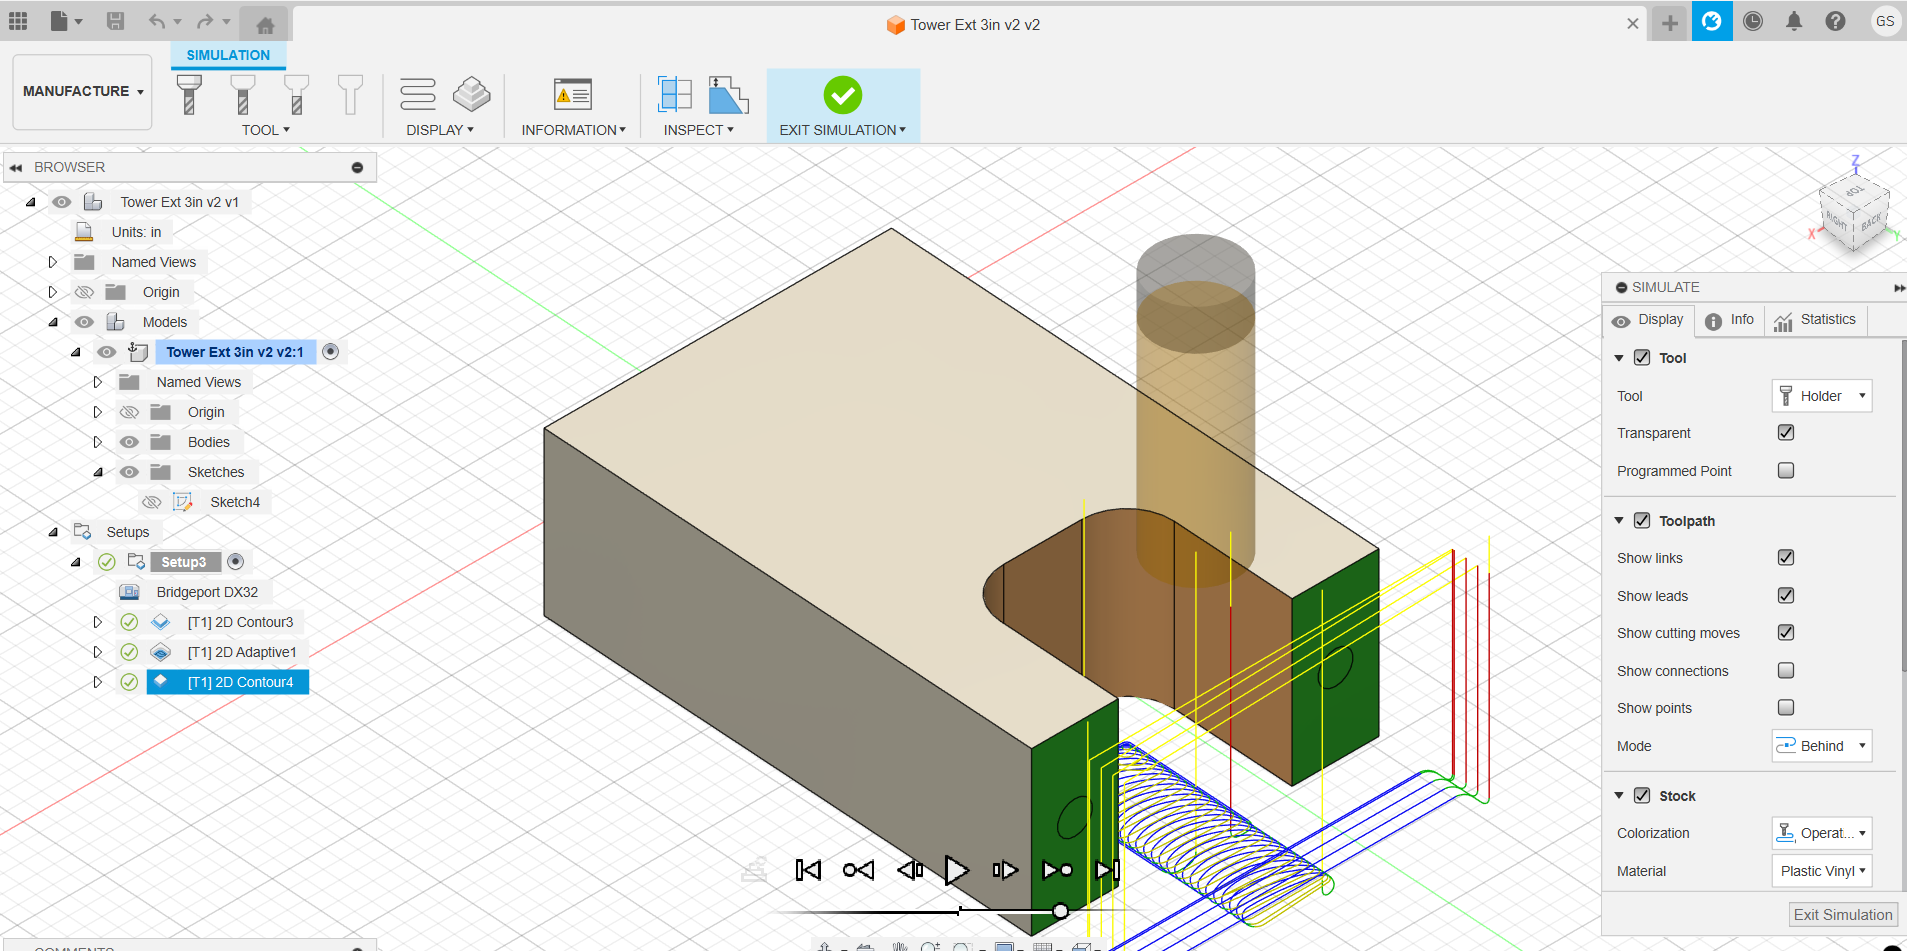 Tower Ext 3in v2 v2
GS
SIMULATION
MANUFACTURE
TOOL
DISPLAY
INFORMATION
INSPECT
EXIT SIMULATION
BROWSER
Tower Ext 3in v2 v1
Units: in
Named Views
Origin
Models
Tower Ext 3in v2 v2:1
Named Views
Origin
Bodies
Sketches
Sketch4
Setups
Setup3
Bridgeport DX32
[T1] 2D Contour3
[T1] 2D Adaptive1
[T1] 2D Contour4
COMMENTS
Z
TOP
RIGHT
BACK
X
Y
SIMULATE
Display
Info
Statistics
Tool
Tool
Holder
Transparent
Programmed Point
Toolpath
Show links
Show leads
Show cutting moves
Show connections
Show points
Mode
Behind
Stock
Colorization
Operat...
Material
Plastic Vinyl
Exit Simulation